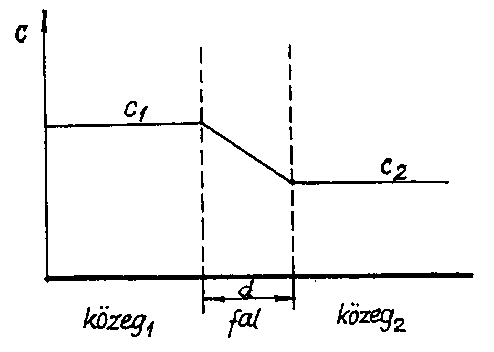 c
c₁
c₂
d
közeg₁ fal közeg₂